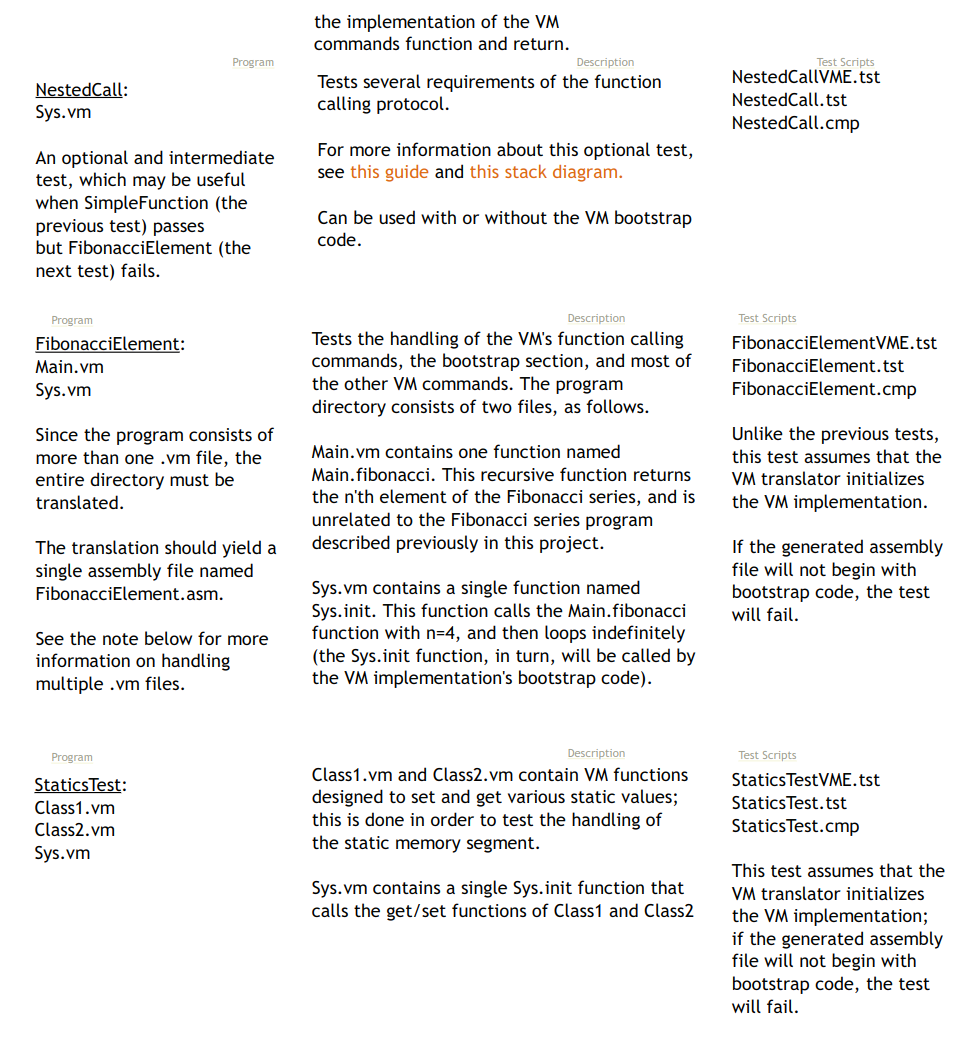 the implementation of the VM
commands function and return.
Program
Description
Test Scripts
NestedCall:
Sys.vm
An optional and intermediate
test, which may be useful
when SimpleFunction (the
previous test) passes
but FibonacciElement (the
next test) fails.
Tests several requirements of the function
calling protocol.
For more information about this optional test,
see this guide and this stack diagram.
Can be used with or without the VM bootstrap
code.
NestedCallVME.tst
NestedCall.tst
NestedCall.cmp
Program
Description
Test Scripts
FibonacciElement:
Main.vm
Sys.vm
Since the program consists of
more than one .vm file, the
entire directory must be
translated.
The translation should yield a
single assembly file named
FibonacciElement.asm.
See the note below for more
information on handling
multiple .vm files.
Tests the handling of the VM's function calling
commands, the bootstrap section, and most of
the other VM commands. The program
directory consists of two files, as follows.
Main.vm contains one function named
Main.fibonacci. This recursive function returns
the n'th element of the Fibonacci series, and is
unrelated to the Fibonacci series program
described previously in this project.
Sys.vm contains a single function named
Sys.init. This function calls the Main.fibonacci
function with n=4, and then loops indefinitely
(the Sys.init function, in turn, will be called by
the VM implementation's bootstrap code).
FibonacciElementVME.tst
FibonacciElement.tst
FibonacciElement.cmp
Unlike the previous tests,
this test assumes that the
VM translator initializes
the VM implementation.
If the generated assembly
file will not begin with
bootstrap code, the test
will fail.
Program
Description
Test Scripts
StaticsTest:
Class1.vm
Class2.vm
Sys.vm
Class1.vm and Class2.vm contain VM functions
designed to set and get various static values;
this is done in order to test the handling of
the static memory segment.
Sys.vm contains a single Sys.init function that
calls the get/set functions of Class1 and Class2
StaticsTestVME.tst
StaticsTest.tst
StaticsTest.cmp
This test assumes that the
VM translator initializes
the VM implementation;
if the generated assembly
file will not begin with
bootstrap code, the test
will fail.